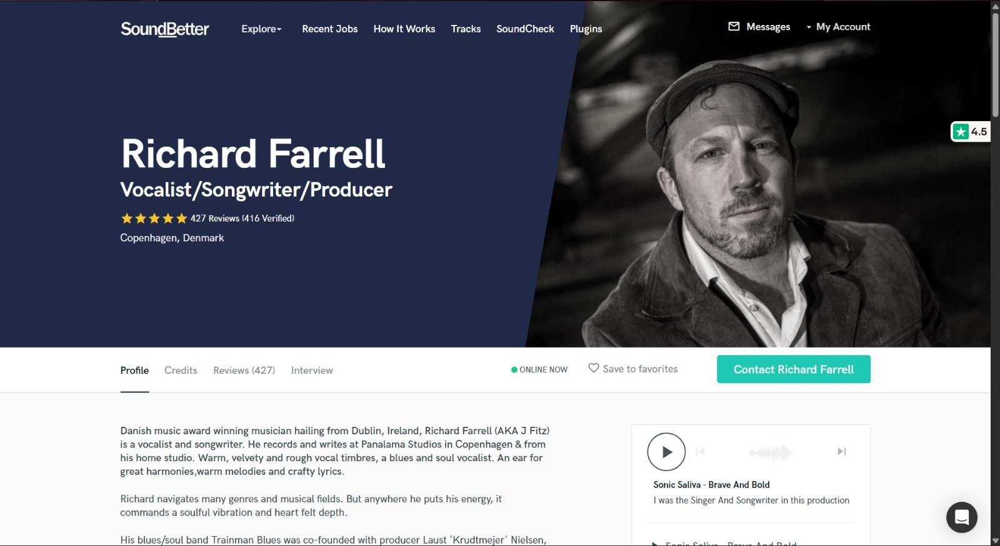 SoundBetter
Explore
Recent Jobs
How It Works
Tracks
SoundCheck
Plugins
Messages
My Account
4.5
Richard Farrell
Vocalist/Songwriter/Producer
427 Reviews (416 Verified)
Copenhagen, Denmark
Profile
Credits
Reviews (427)
Interview
ONLINE NOW
Save to favorites
Contact Richard Farrell
Danish music award winning musician hailing from Dublin, Ireland, Richard Farrell (AKA J Fitz)
is a vocalist and songwriter. He records and writes at Panalama Studios in Copenhagen & from
his home studio. Warm, velvety and rough vocal timbres, a blues and soul vocalist. An ear for
great harmonies,warm melodies and crafty lyrics.
Richard navigates many genres and musical fields. But anywhere he puts his energy, it
commands a soulful vibration and heart felt depth.
His blues/soul band Trainman Blues was co-founded with producer Laust 'Krudtmejer' Nielsen,
Sonic Saliva - Brave And Bold
I was the Singer And Songwriter in this production
Sonic Saliva - Brave And Bold